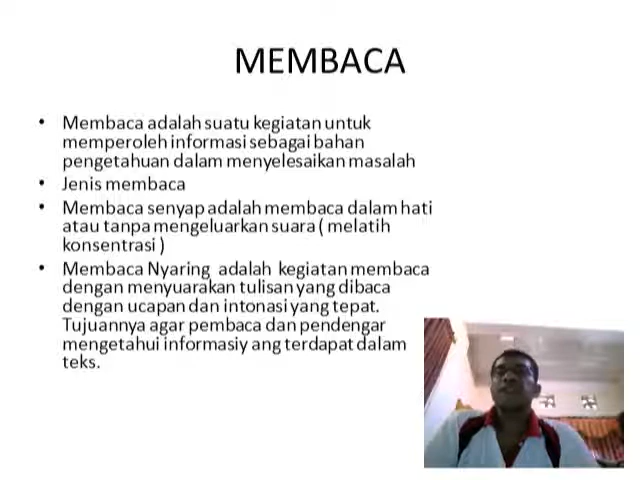 MEMBACA
• Membaca adalah suatu kegiatan untuk
memperoleh informasi sebagai bahan
pengetahuan dalam menyelesaikan masalah
• Jenis membaca
• Membaca senyap adalah membaca dalam hati
atau tanpa mengeluarkan suara ( melatih
konsentrasi )
• Membaca Nyaring adalah kegiatan membaca
dengan menyuarakan tulisan yang dibaca
dengan ucapan dan intonasi yang tepat.
Tujuannya agar pembaca dan pendengar
mengetahui informasiy ang terdapat dalam
teks.